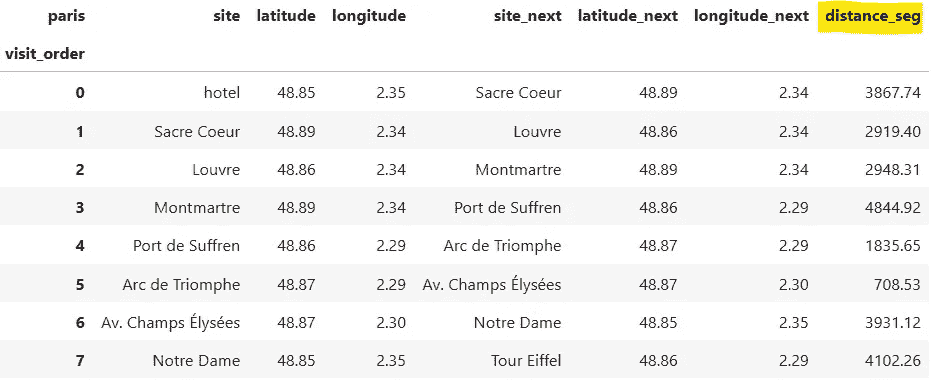 paris site latitude longitude site_next latitude_next longitude_next distance_seg
visit_order
0 hotel 48.85 2.35 Sacre Coeur 48.89 2.34 3867.74
1 Sacre Coeur 48.89 2.34 Louvre 48.86 2.34 2919.40
2 Louvre 48.86 2.34 Montmartre 48.89 2.34 2948.31
3 Montmartre 48.89 2.34 Port de Suffren 48.86 2.29 4844.92
4 Port de Suffren 48.86 2.29 Arc de Triomphe 48.87 2.29 1835.65
5 Arc de Triomphe 48.87 2.29 Av. Champs Élysées 48.87 2.30 708.53
6 Av. Champs Élysées 48.87 2.30 Notre Dame 48.85 2.35 3931.12
7 Notre Dame 48.85 2.35 Tour Eiffel 48.86 2.29 4102.26